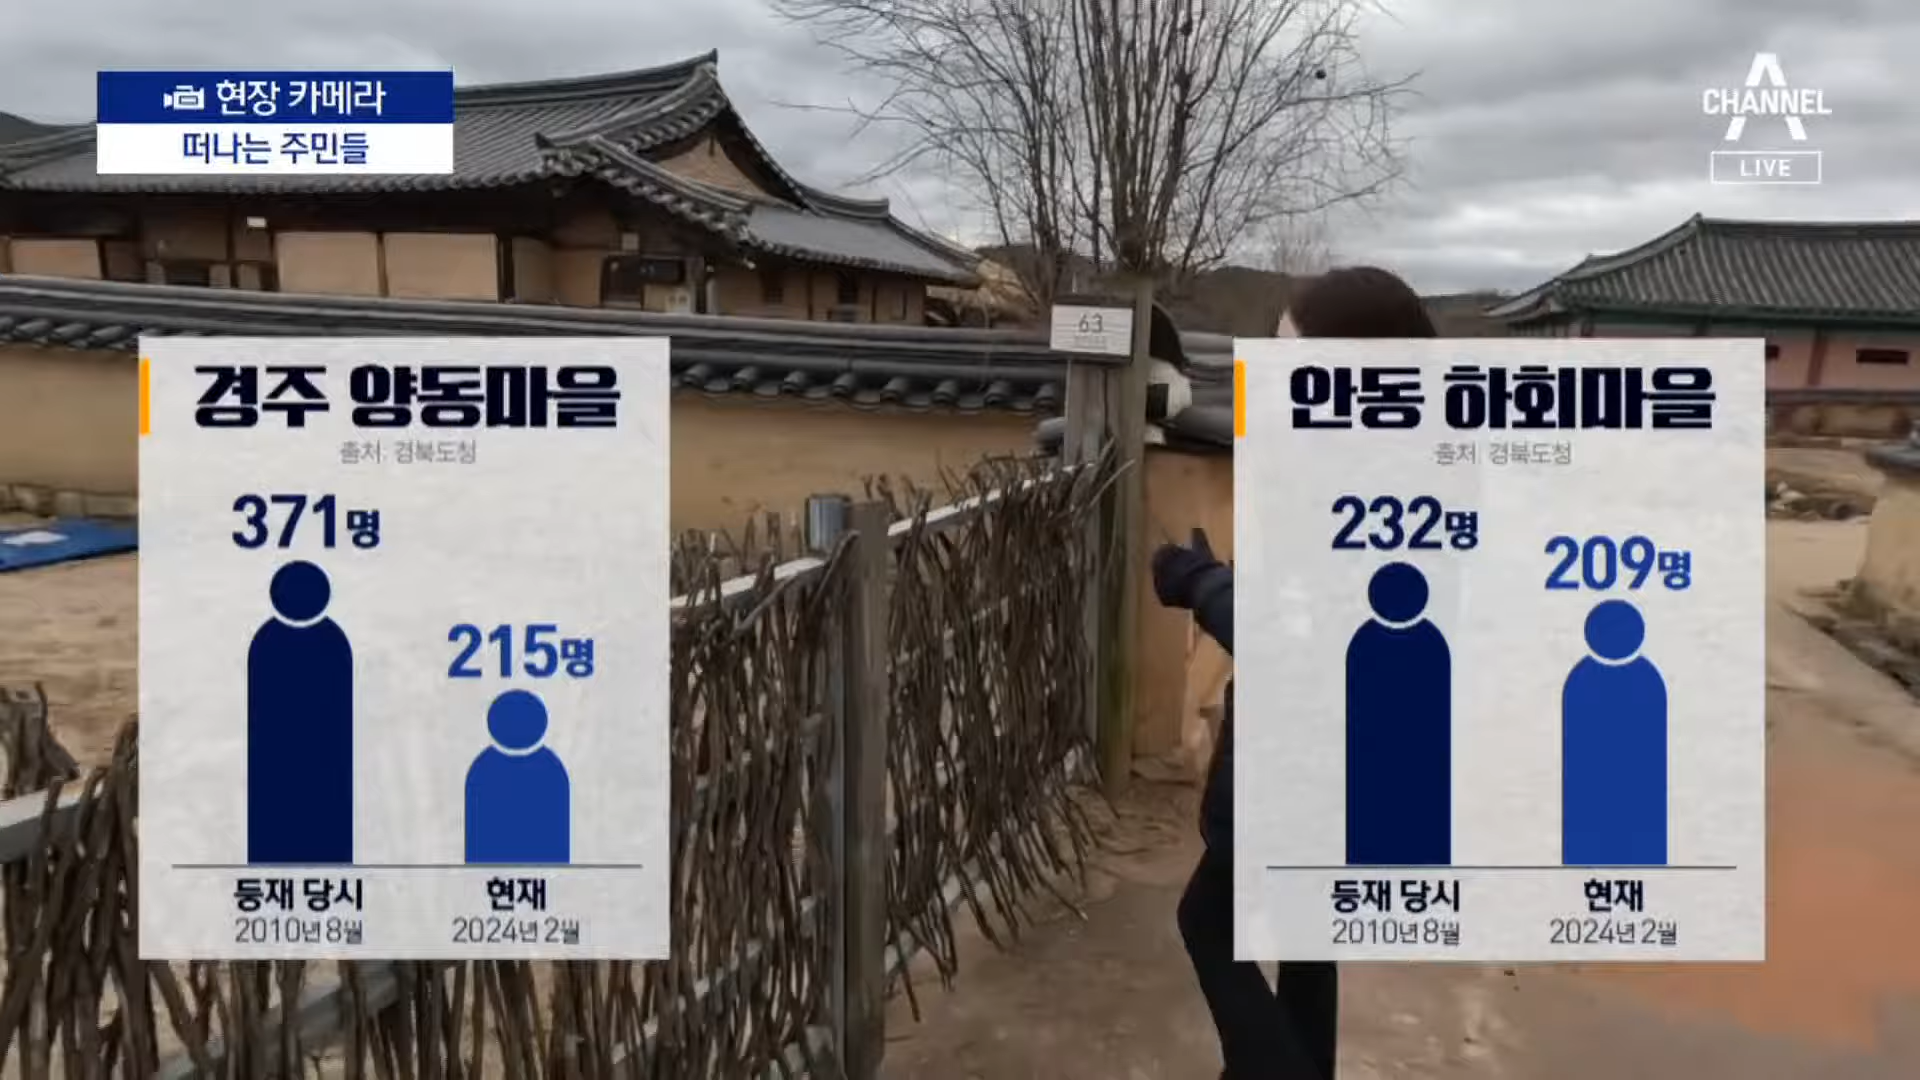 현장 카메라
떠나는 주민들
CHANNEL A
LIVE
63
경주 양동마을
출처: 경북도청
371명
215명
등재 당시
2010년 8월
현재
2024년 2월
안동 하회마을
출처: 경북도청
232명
209명
등재 당시
2010년 8월
현재
2024년 2월